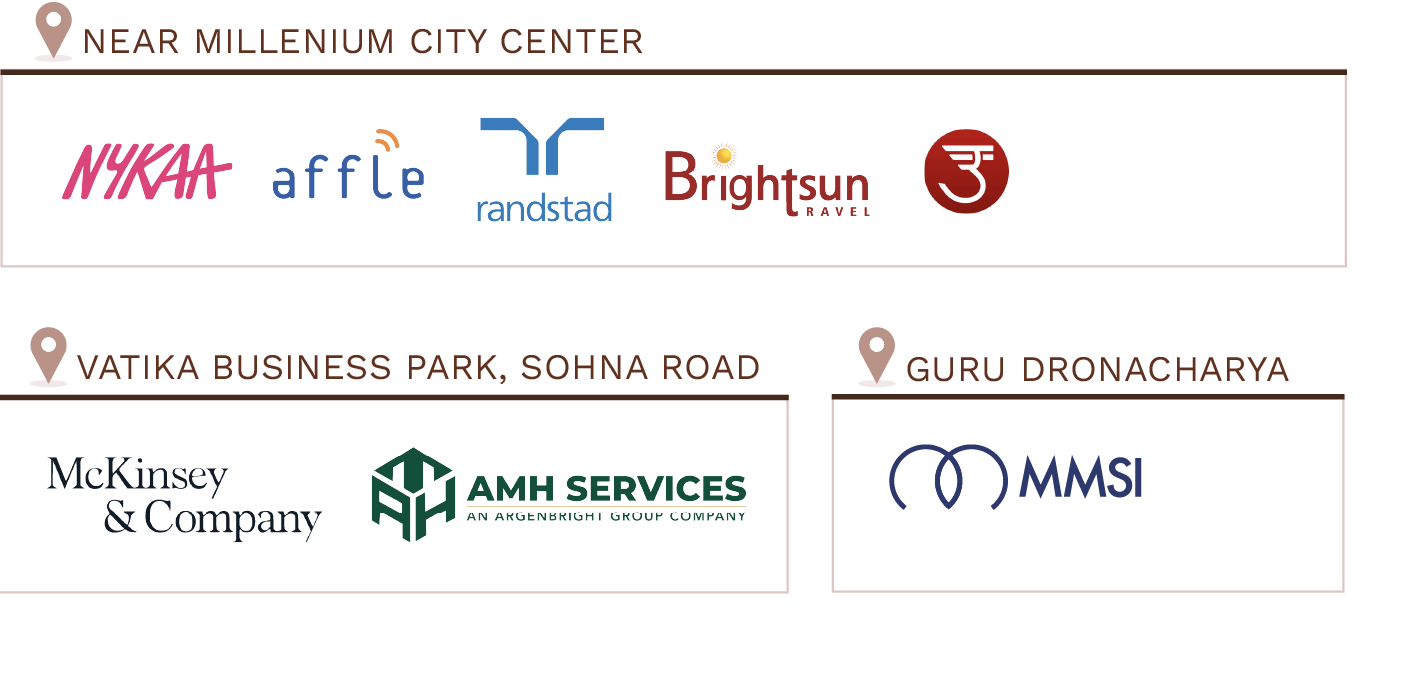 NEAR MILLENIUM CITY CENTER
NYKAA
affle
randstad
Brightsun
RAVEL
उ
VATIKA BUSINESS PARK, SOHNA ROAD
McKinsey
& Company
AMH SERVICES
AN ARGENBRIGHT GROUP COMPANY
GURU DRONACHARYA
MMSI